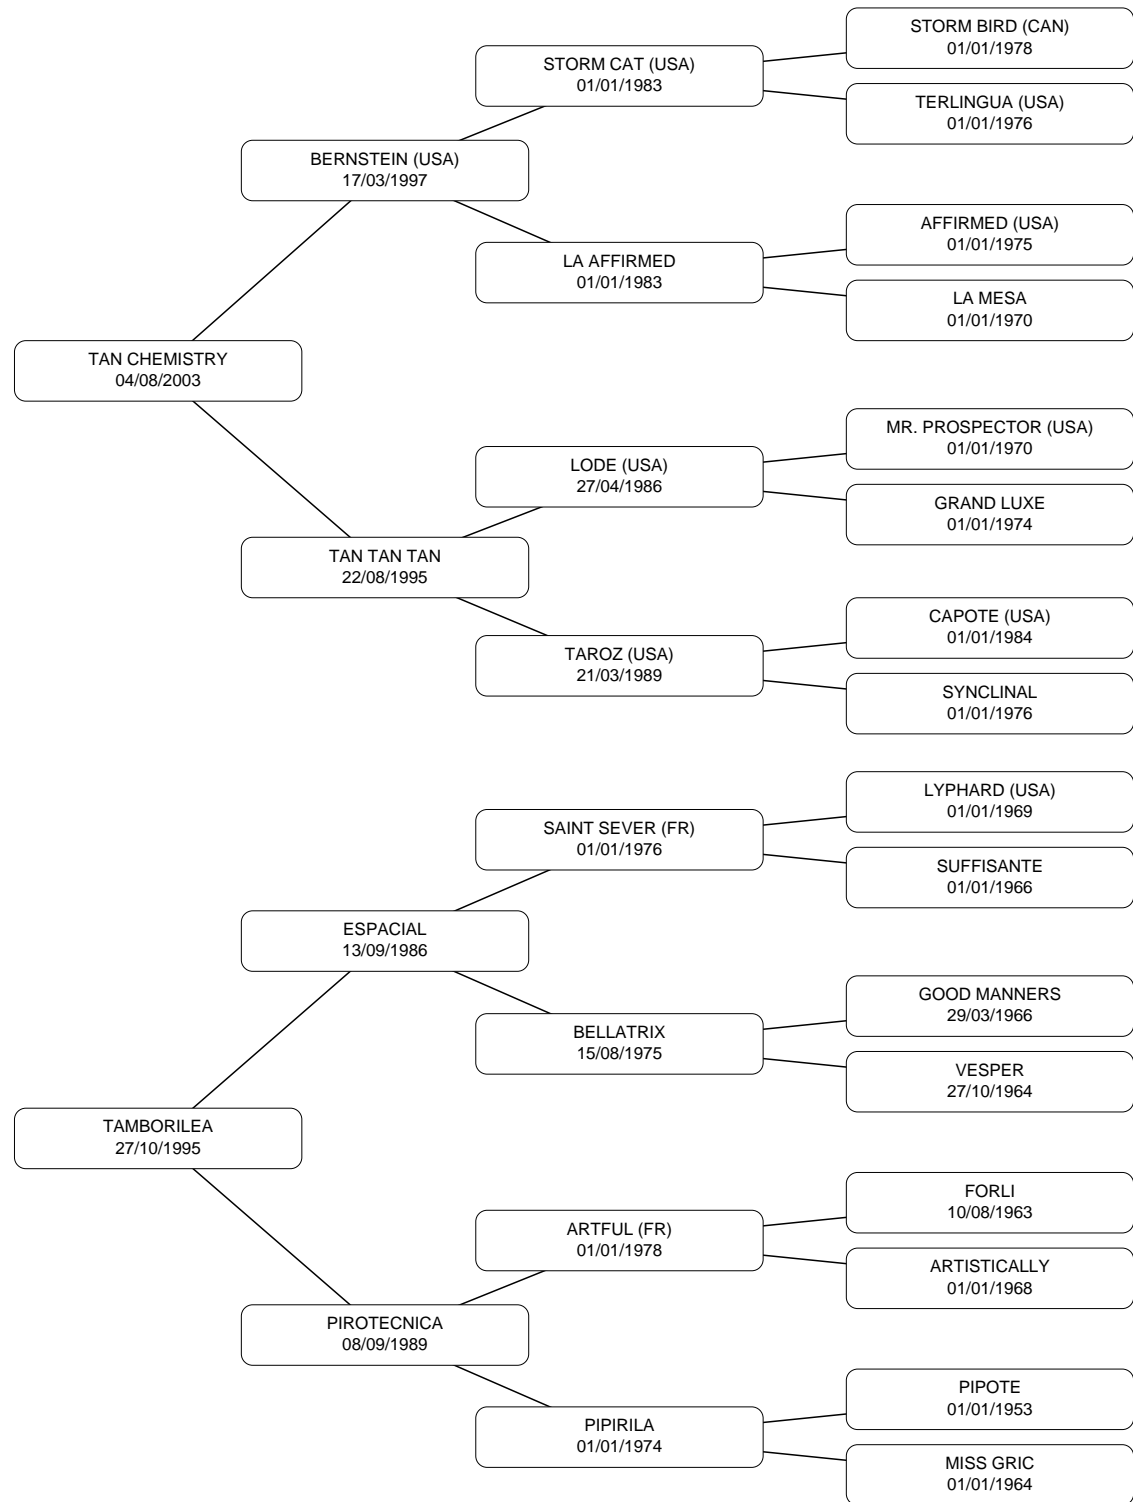 STORM BIRD (CAN)
01/01/1978
STORM CAT (USA)
01/01/1983
TERLINGUA (USA)
01/01/1976
BERNSTEIN (USA)
17/03/1997
AFFIRMED (USA)
01/01/1975
LA AFFIRMED
01/01/1983
LA MESA
01/01/1970
TAN CHEMISTRY
04/08/2003
MR. PROSPECTOR (USA)
01/01/1970
LODE (USA)
27/04/1986
GRAND LUXE
01/01/1974
TAN TAN TAN
22/08/1995
CAPOTE (USA)
01/01/1984
TAROZ (USA)
21/03/1989
SYNCLINAL
01/01/1976
LYPHARD (USA)
01/01/1969
SAINT SEVER (FR)
01/01/1976
SUFFISANTE
01/01/1966
ESPACIAL
13/09/1986
GOOD MANNERS
29/03/1966
BELLATRIX
15/08/1975
VESPER
27/10/1964
TAMBORILEA
27/10/1995
FORLI
10/08/1963
ARTFUL (FR)
01/01/1978
ARTISTICALLY
01/01/1968
PIROTECNICA
08/09/1989
PIPOTE
01/01/1953
PIPIRILA
01/01/1974
MISS GRIC
01/01/1964